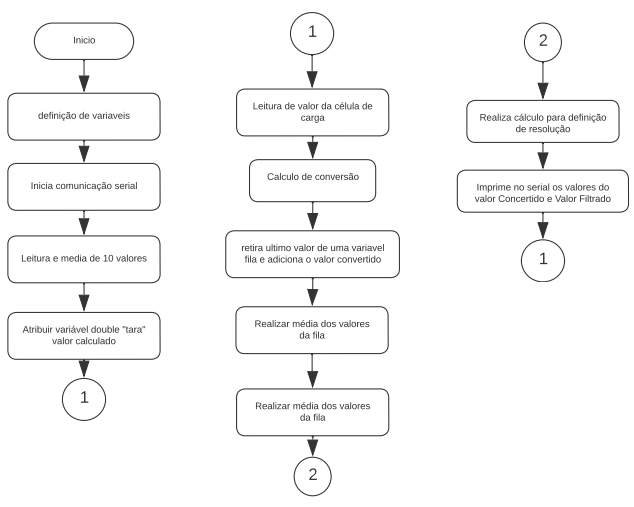 Inicio
definição de variaveis
Inicia comunicação serial
Leitura e media de 10 valores
Atribuir variável double "tara"
valor calculado
1
1
Leitura de valor da célula de
carga
Calculo de conversão
retira ultimo valor de uma variavel
fila e adiciona o valor convertido
Realizar média dos valores
da fila
Realizar média dos valores
da fila
2
2
Realiza cálculo para definição
de resolução
Imprime no serial os valores do
valor Concertido e Valor Filtrado
1